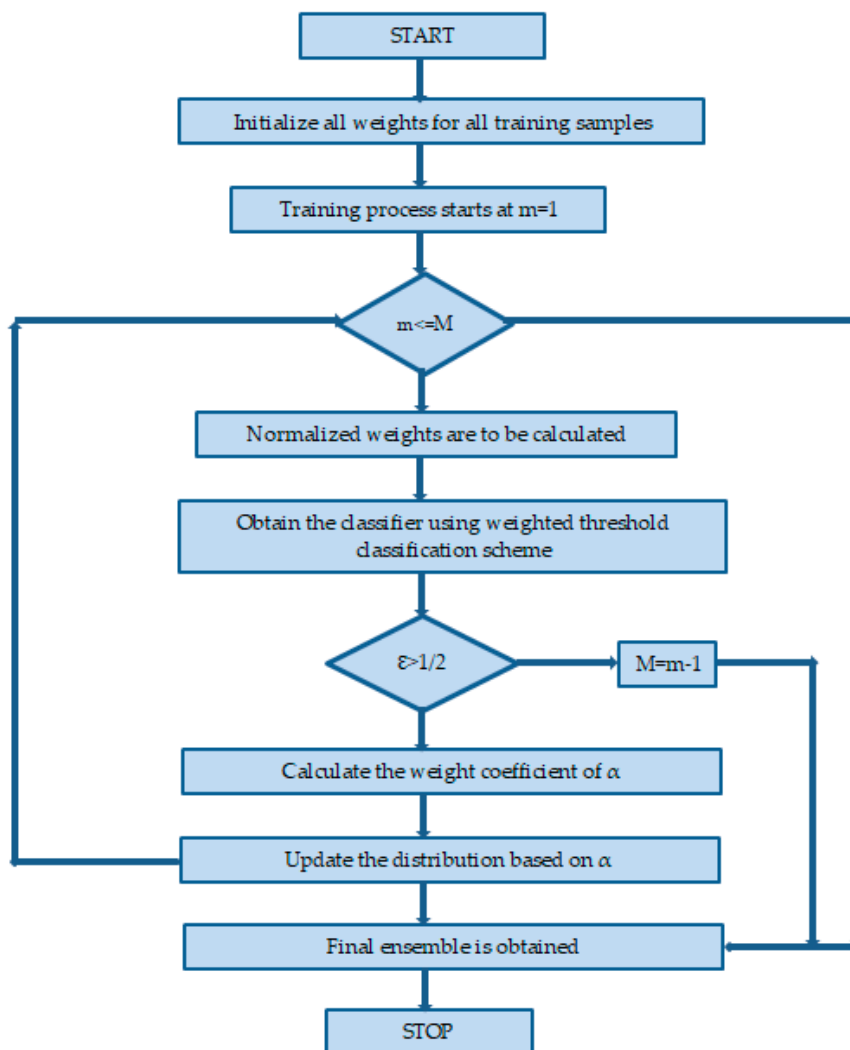 START
Initialize all weights for all training samples
Training process starts at m=1
m<=M
Normalized weights are to be calculated
Obtain the classifier using weighted threshold
classification scheme
Ɛ>1/2
M=m-1
Calculate the weight coefficient of α
Update the distribution based on α
Final ensemble is obtained
STOP